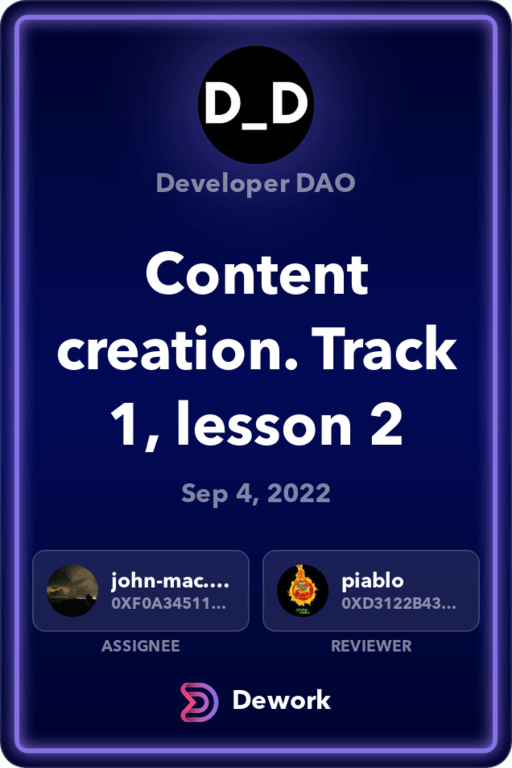 D_D
Developer DAO
Content
creation. Track
1, lesson 2
Sep 4, 2022
john-mac.... piablo
0XF0A34511... 0XD3122B43...
ASSIGNEE REVIEWER
Dework